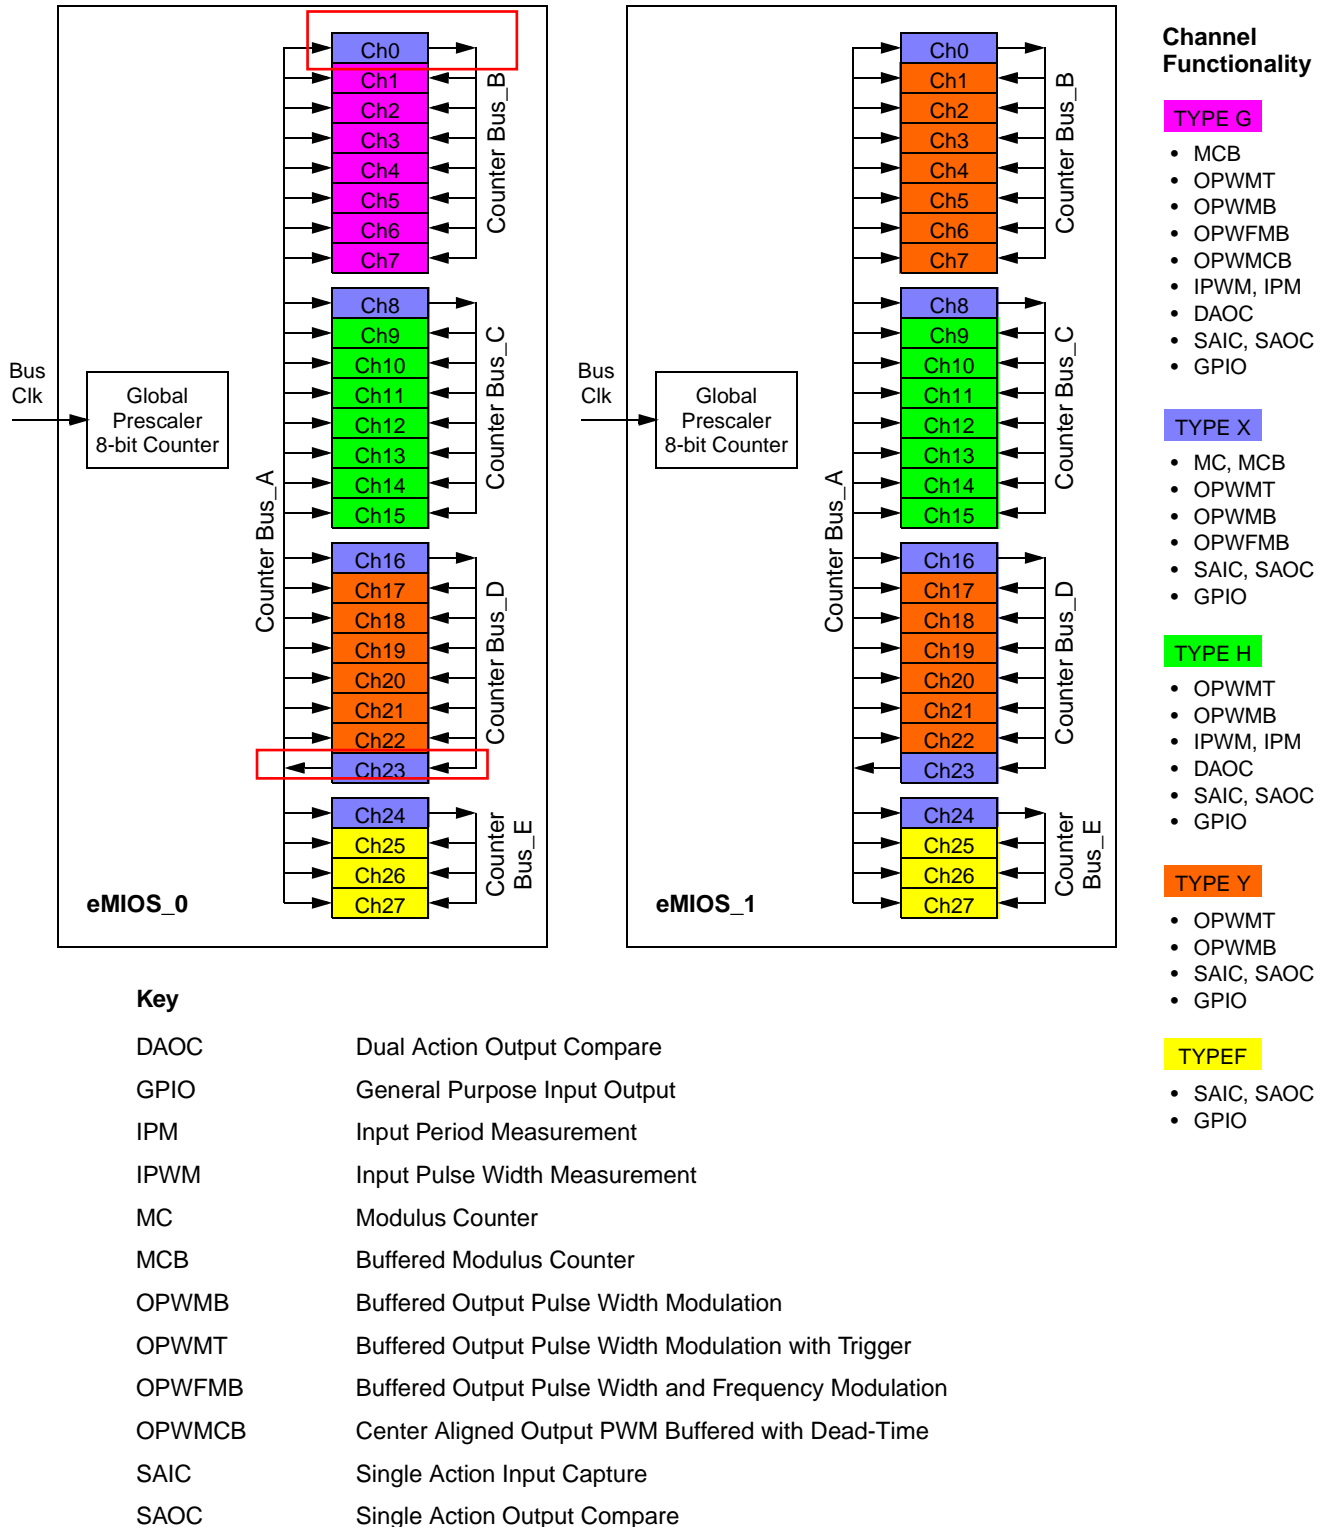 Ch0
Ch1
Ch2
Ch3
Ch4
Ch5
Ch6
Ch7
Counter Bus_B
Ch8
Ch9
Ch10
Ch11
Ch12
Ch13
Ch14
Ch15
Counter Bus_C
Bus
Clk
Global
Prescaler
8-bit Counter
Counter Bus_A
Ch16
Ch17
Ch18
Ch19
Ch20
Ch21
Ch22
Ch23
Counter Bus_D
Ch24
Ch25
Ch26
Ch27
Counter
Bus_E
eMIOS_0
Ch0
Ch1
Ch2
Ch3
Ch4
Ch5
Ch6
Ch7
Counter Bus_B
Ch8
Ch9
Ch10
Ch11
Ch12
Ch13
Ch14
Ch15
Counter Bus_C
Bus
Clk
Global
Prescaler
8-bit Counter
Counter Bus_A
Ch16
Ch17
Ch18
Ch19
Ch20
Ch21
Ch22
Ch23
Counter Bus_D
Ch24
Ch25
Ch26
Ch27
Counter
Bus_E
eMIOS_1
Channel
Functionality
TYPE G
• MCB
• OPWMT
• OPWMB
• OPWFMB
• OPWMCB
• IPWM, IPM
• DAOC
• SAIC, SAOC
• GPIO
TYPE X
• MC, MCB
• OPWMT
• OPWMB
• OPWFMB
• SAIC, SAOC
• GPIO
TYPE H
• OPWMT
• OPWMB
• IPWM, IPM
• DAOC
• SAIC, SAOC
• GPIO
TYPE Y
• OPWMT
• OPWMB
• SAIC, SAOC
• GPIO
TYPEF
• SAIC, SAOC
• GPIO
Key
DAOC Dual Action Output Compare
GPIO General Purpose Input Output
IPM Input Period Measurement
IPWM Input Pulse Width Measurement
MC Modulus Counter
MCB Buffered Modulus Counter
OPWMB Buffered Output Pulse Width Modulation
OPWMT Buffered Output Pulse Width Modulation with Trigger
OPWFMB Buffered Output Pulse Width and Frequency Modulation
OPWMCB Center Aligned Output PWM Buffered with Dead-Time
SAIC Single Action Input Capture
SAOC Single Action Output Compare